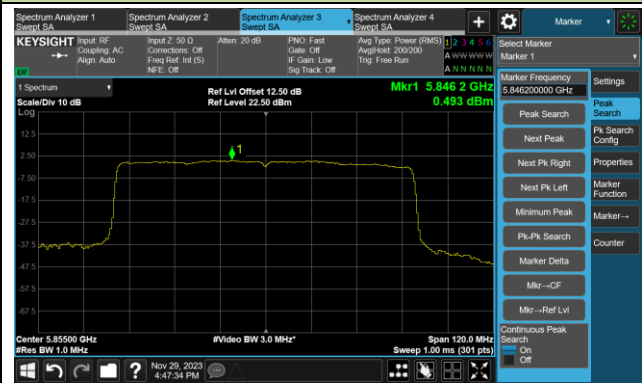 Spectrum Analyzer 1
Swept SA
Spectrum Analyzer 2
Swept SA
Spectrum Analyzer 3
Swept SA
Spectrum Analyzer 4
Swept SA
+
Marker
KEYSIGHT
Input: RF
Coupling: AC
Align: Auto
Input Z: 50 Ω
Corrections: Off
Freq Ref: Int (S)
NFE: Off
Atten: 20 dB
PNO: Fast
Gate: Off
IF Gain: Low
Sig Track: Off
Avg Type: Power (RMS)
Avg|Hold: 200/200
Trig: Free Run
1 2 3 4 5 6
A W W W W W
A N N N N N
Select Marker
Marker 1
1 Spectrum
Scale/Div 10 dB
Log
Ref Lvl Offset 12.50 dB
Ref Level 22.50 dBm
Mkr1 5.846 2 GHz
0.493 dBm
1
12.5
2.50
-7.50
-17.5
-27.5
-37.5
-47.5
-57.5
-67.5
Center 5.85500 GHz
#Res BW 1.0 MHz
#Video BW 3.0 MHz*
Span 120.0 MHz
Sweep 1.00 ms (301 pts)
Marker Frequency
5.846200000 GHz
Peak Search
Next Peak
Next Pk Right
Next Pk Left
Minimum Peak
Pk-Pk Search
Marker Delta
Mkr→CF
Mkr→Ref Lvl
Continuous Peak
Search
On
Off
Settings
Peak
Search
Pk Search
Config
Properties
Marker
Function
Marker→
Counter
?
Nov 29, 2023
4:47:34 PM